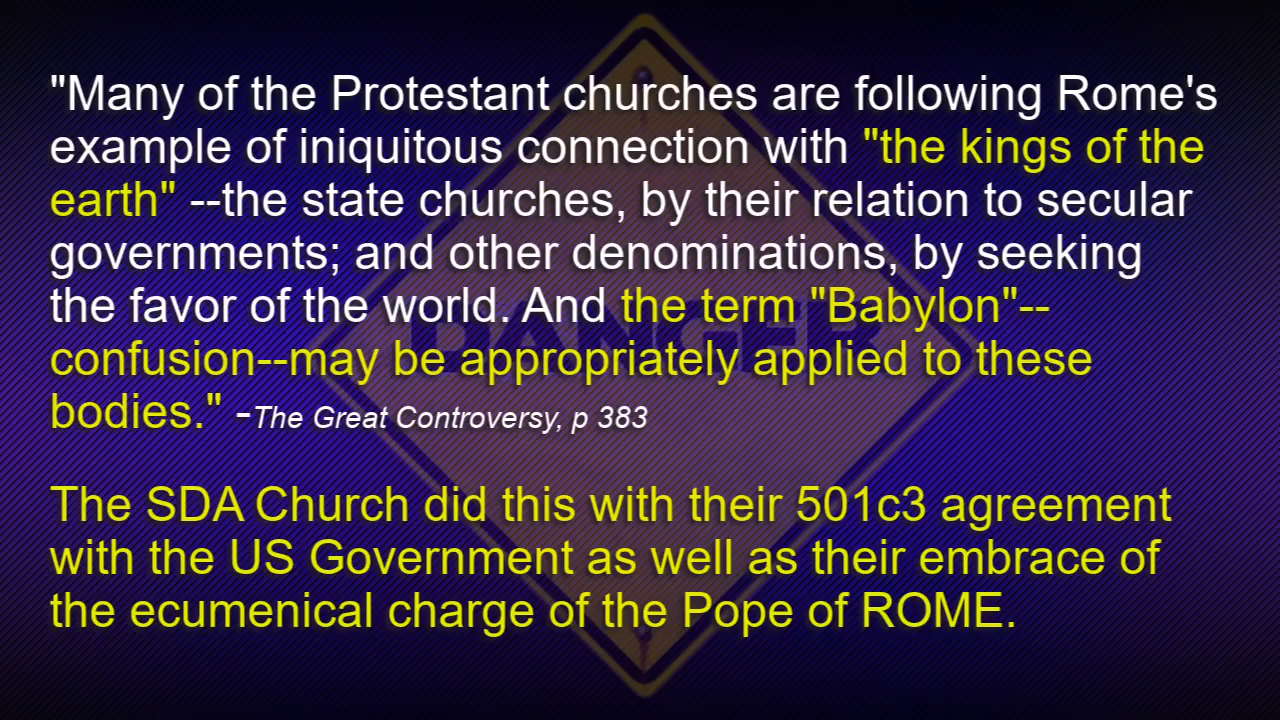 "Many of the Protestant churches are following Rome's
example of iniquitous connection with "the kings of the
earth" --the state churches, by their relation to secular
governments; and other denominations, by seeking
the favor of the world. And the term "Babylon"--
confusion--may be appropriately applied to these
bodies." -The Great Controversy, p 383
The SDA Church did this with their 501c3 agreement
with the US Government as well as their embrace of
the ecumenical charge of the Pope of ROME.
DANGER